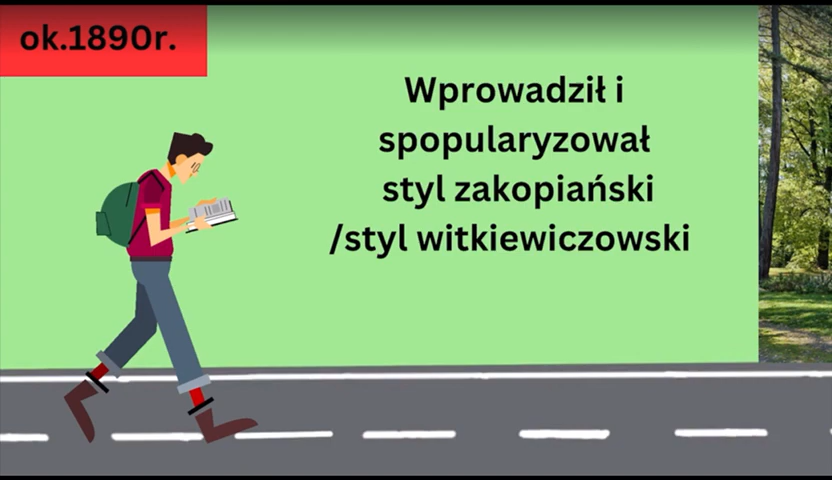 ok.1890r.
Wprowadził i
spopularyzował
styl zakopiański
/styl witkiewiczowski